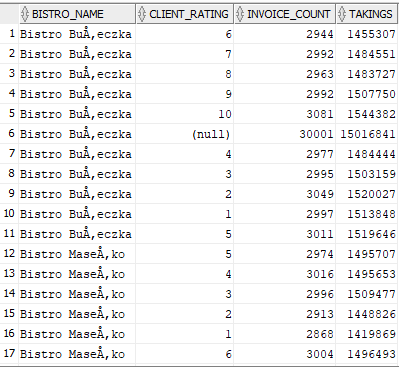 BISTRO_NAME CLIENT_RATING INVOICE_COUNT TAKINGS
1 Bistro BuÅ‚eczka 6 2944 1455307
2 Bistro BuÅ‚eczka 7 2992 1484551
3 Bistro BuÅ‚eczka 8 2963 1483727
4 Bistro BuÅ‚eczka 9 2992 1507750
5 Bistro BuÅ‚eczka 10 3081 1544382
6 Bistro BuÅ‚eczka (null) 30001 15016841
7 Bistro BuÅ‚eczka 4 2977 1484444
8 Bistro BuÅ‚eczka 3 2995 1503159
9 Bistro BuÅ‚eczka 2 3049 1520027
10 Bistro BuÅ‚eczka 1 2997 1513848
11 Bistro BuÅ‚eczka 5 3011 1519646
12 Bistro MaseÅ‚ko 5 2974 1495707
13 Bistro MaseÅ‚ko 4 3016 1495653
14 Bistro MaseÅ‚ko 3 2996 1509477
15 Bistro MaseÅ‚ko 2 2913 1448826
16 Bistro MaseÅ‚ko 1 2868 1419869
17 Bistro MaseÅ‚ko 6 3004 1496493